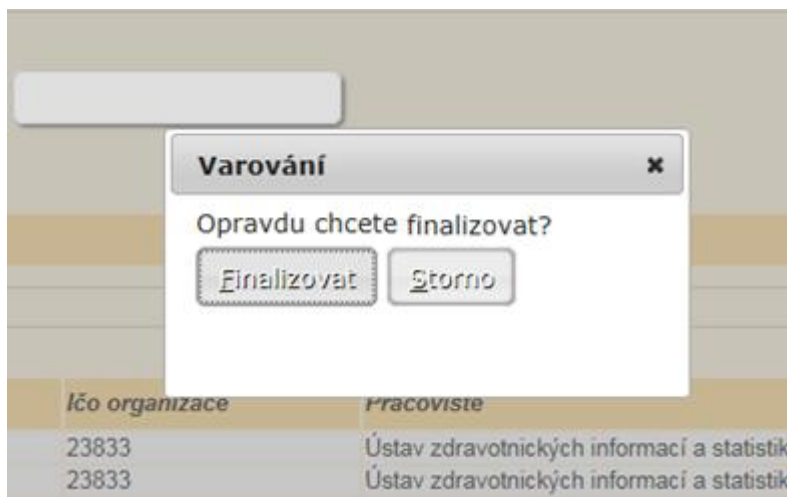 Varování
Opravdu chcete finalizovat?
Finalizovat Storno
Ičo organizace Pracoviště
23833 Ústav zdravotnických informací a statistik
23833 Ústav zdravotnických informací a statistik